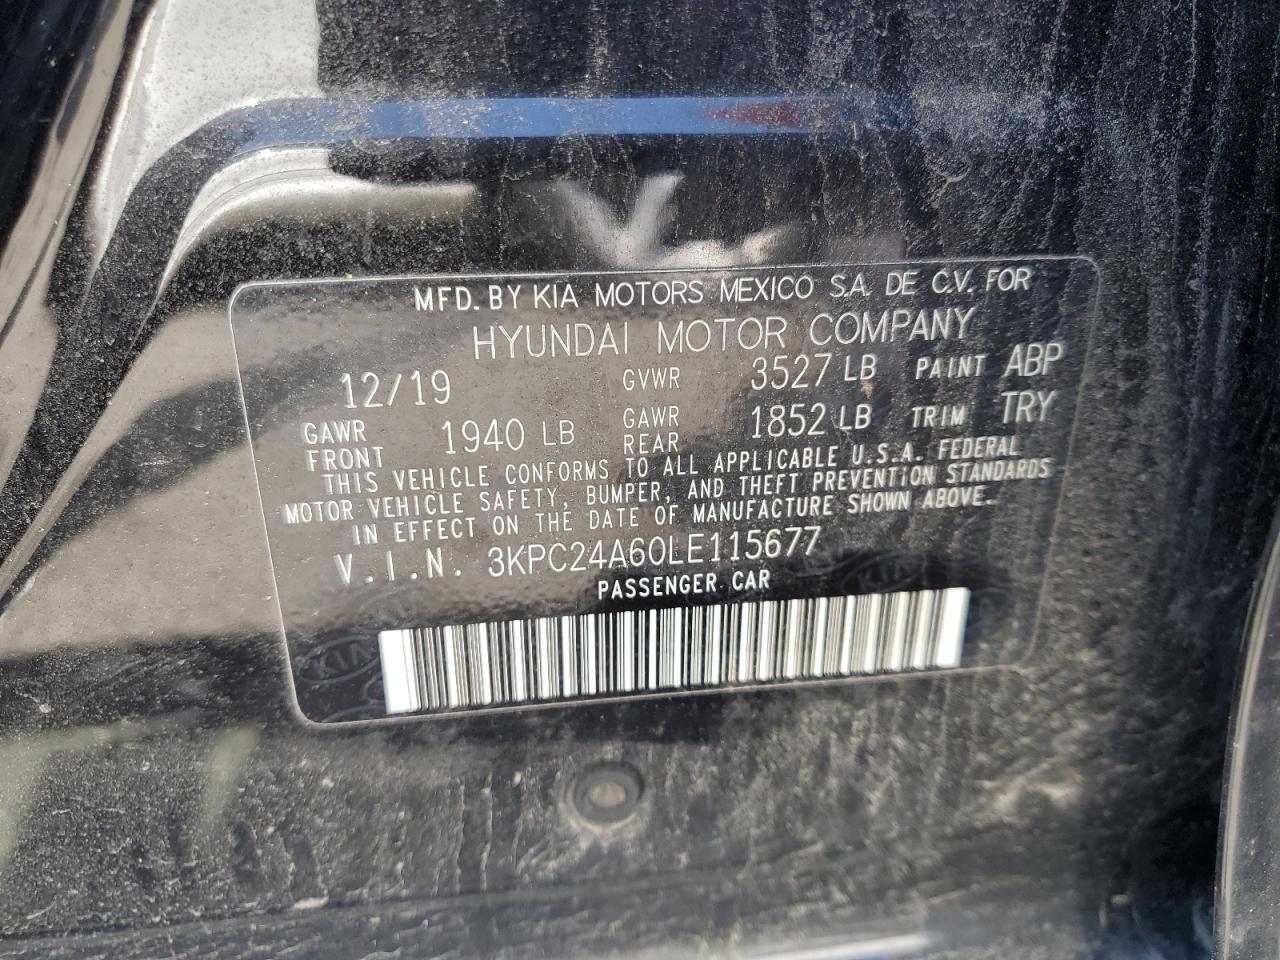 MFD. BY KIA MOTORS MEXICO S.A. DE C.V. FOR
HYUNDAI MOTOR COMPANY
12/19 GVWR 3527 LB PAINT ABP
GAWR FRONT 1940 LB GAWR REAR 1852 LB TRIM TRY
THIS VEHICLE CONFORMS TO ALL APPLICABLE U.S.A. FEDERAL
MOTOR VEHICLE SAFETY, BUMPER, AND THEFT PREVENTION STANDARDS
IN EFFECT ON THE DATE OF MANUFACTURE SHOWN ABOVE.
V.I.N. 3KPC24A60LE115677
PASSENGER CAR
KIA